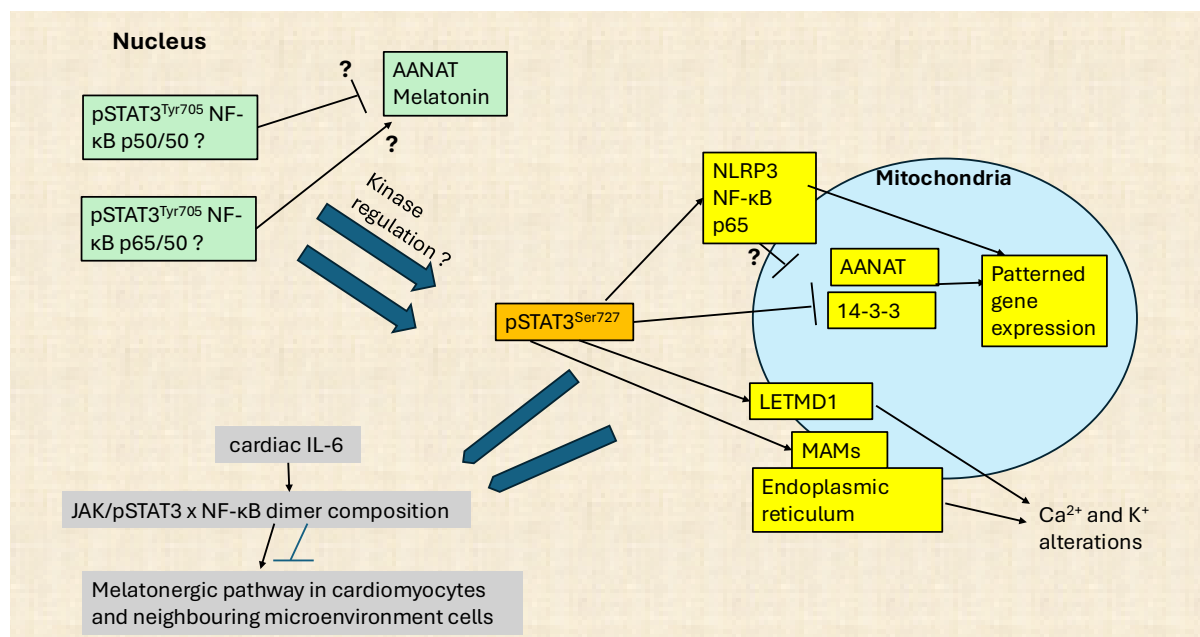 Nucleus
?
AANAT
Melatonin
pSTAT3Tyr705 NF-
κB p50/50 ?
?
pSTAT3Tyr705 NF-
κB p65/50 ?
Kinase
regulation ?
NLRP3
NF-κB
p65
Mitochondria
?
AANAT
14-3-3
Patterned
gene
expression
pSTAT3Ser727
LETMD1
MAMs
Endoplasmic
reticulum
Ca2+ and K+
alterations
cardiac IL-6
JAK/pSTAT3 x NF-κB dimer composition
Melatonergic pathway in cardiomyocytes
and neighbouring microenvironment cells